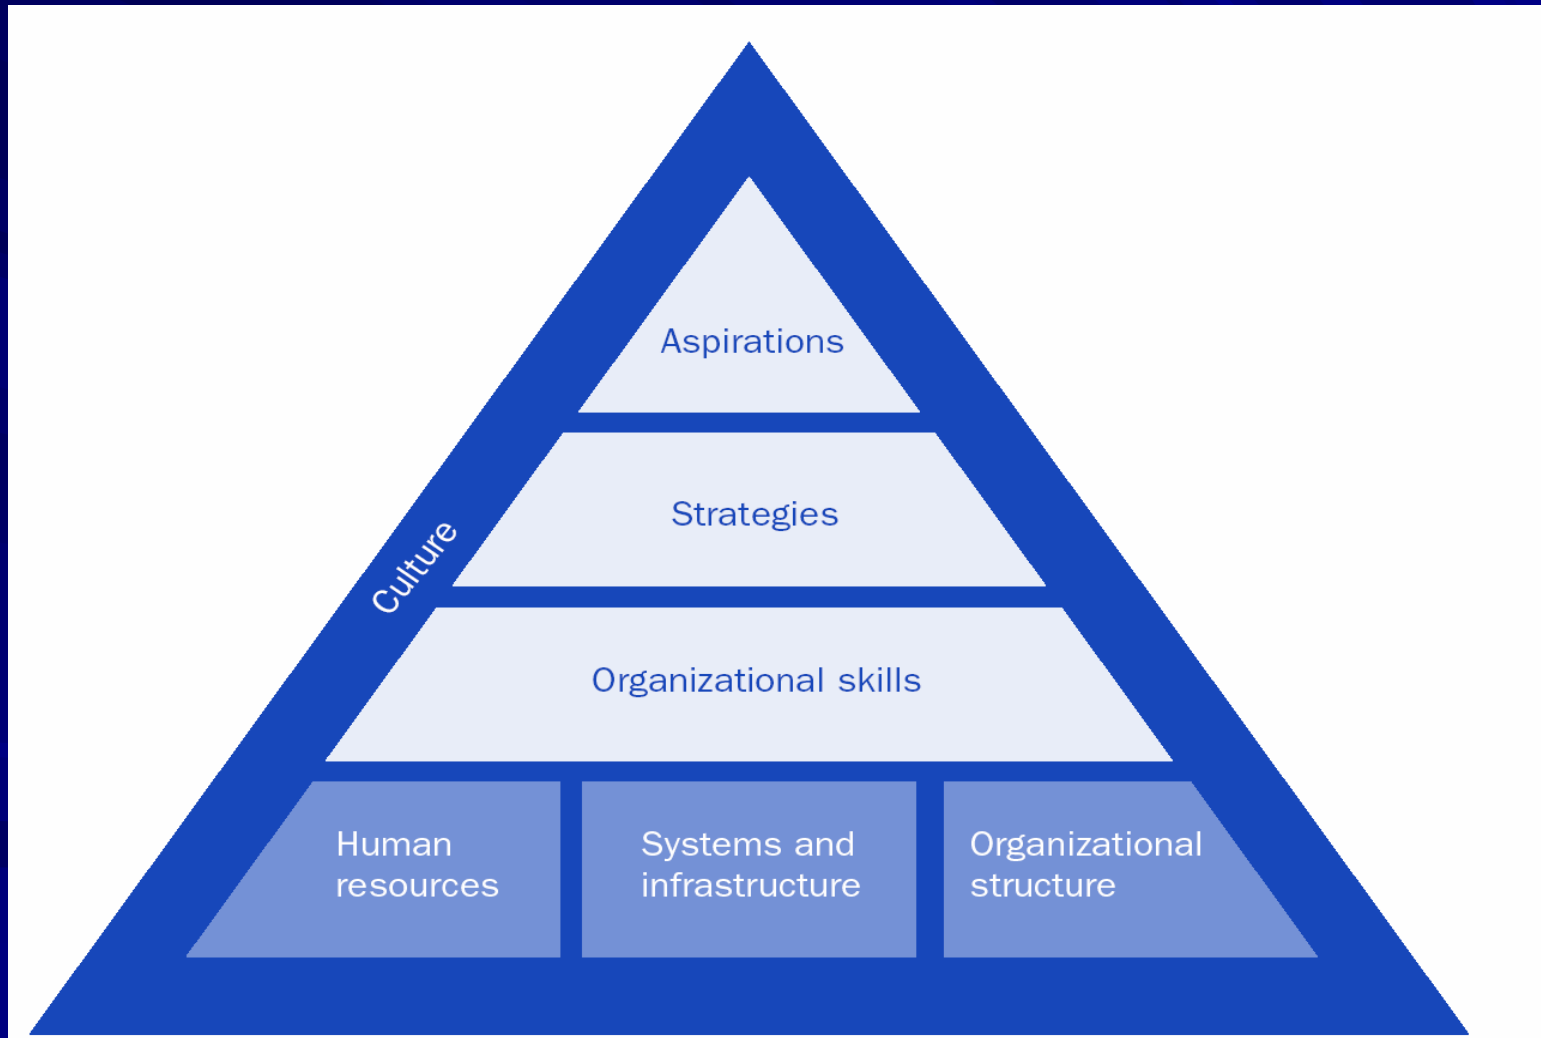 Aspirations
Strategies
Culture
Organizational skills
Human
resources
Systems and
infrastructure
Organizational
structure